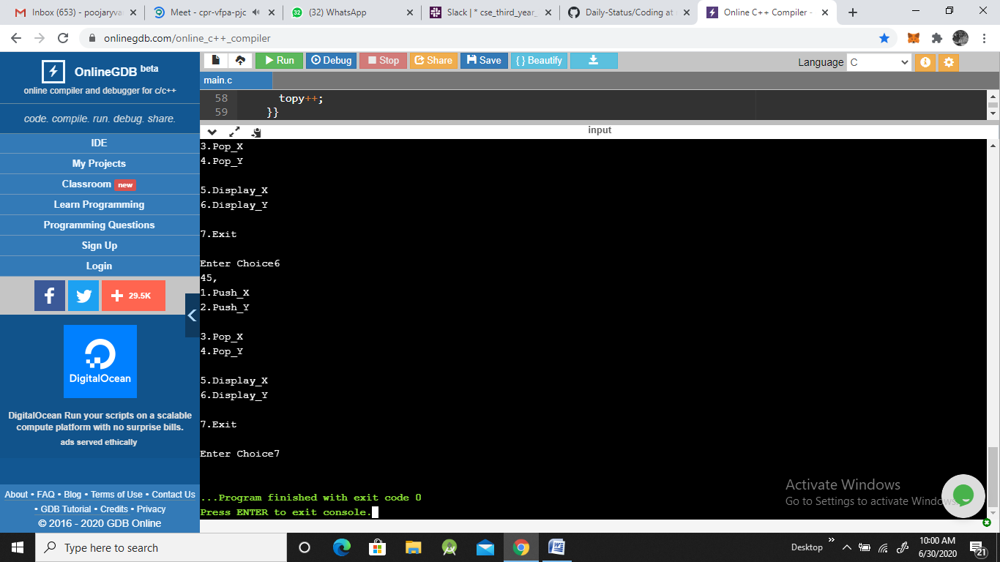 Inbox (653) - poojaryva
Meet - cpr-vfpa-pjc
(32) WhatsApp
Slack | * cse_third_year_
Daily-Status/Coding at
Online C++ Compiler -
onlinegdb.com/online_c++_compiler
OnlineGDB beta
online compiler and debugger for c/c++
code. compile. run. debug. share.
IDE
My Projects
Classroom new
Learn Programming
Programming Questions
Sign Up
Login
29.5K
DigitalOcean
DigitalOcean Run your scripts on a scalable
compute platform with no surprise bills.
ads served ethically
About • FAQ • Blog • Terms of Use • Contact Us
• GDB Tutorial • Credits • Privacy
© 2016 - 2020 GDB Online
Run Debug Stop Share Save { } Beautify
Language C
main.c
58 topy++;
59 }}
input
3.Pop_X
4.Pop_Y
5.Display_X
6.Display_Y
7.Exit
Enter Choice6
45,
1.Push_X
2.Push_Y
3.Pop_X
4.Pop_Y
5.Display_X
6.Display_Y
7.Exit
Enter Choice7
...Program finished with exit code 0
Press ENTER to exit console.
Activate Windows
Go to Settings to activate Windows.
Type here to search
Desktop
10:00 AM
6/30/2020
21